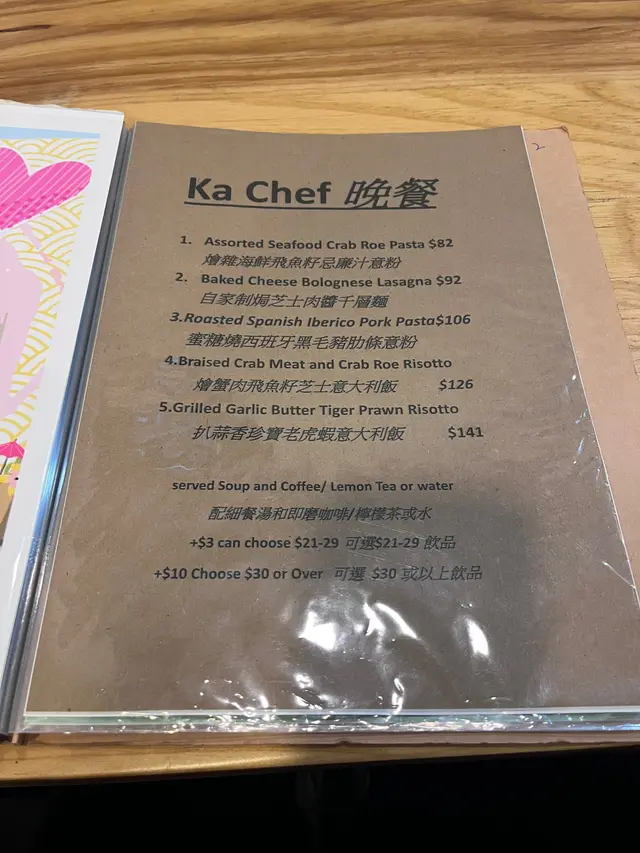 2
Ka Chef 晚餐
1. Assorted Seafood Crab Roe Pasta $82
燴雜海鮮飛魚籽忌廉汁意粉
2. Baked Cheese Bolognese Lasagna $92
自家制焗芝士肉醬千層麵
3.Roasted Spanish Iberico Pork Pasta$106
蜜糖燒西班牙黑毛豬肋條意粉
4.Braised Crab Meat and Crab Roe Risotto
燴蟹肉飛魚籽芝士意大利飯 $126
5.Grilled Garlic Butter Tiger Prawn Risotto
扒蒜香珍寶老虎蝦意大利飯 $141
served Soup and Coffee/ Lemon Tea or water
配細餐湯和即磨咖啡/檸檬茶或水
+$3 can choose $21-29 可選$21-29 飲品
+$10 Choose $30 or Over 可選 $30 或以上飲品